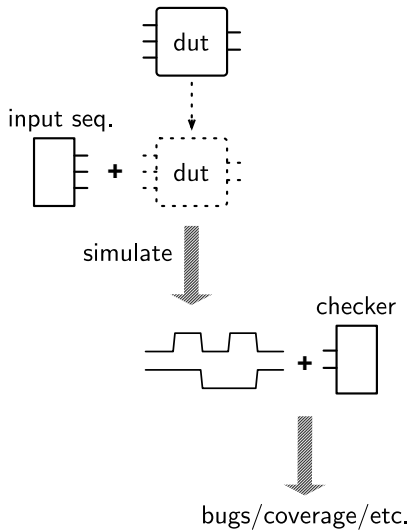 dut
input seq.
+
dut
simulate
checker
+
bugs/coverage/etc.